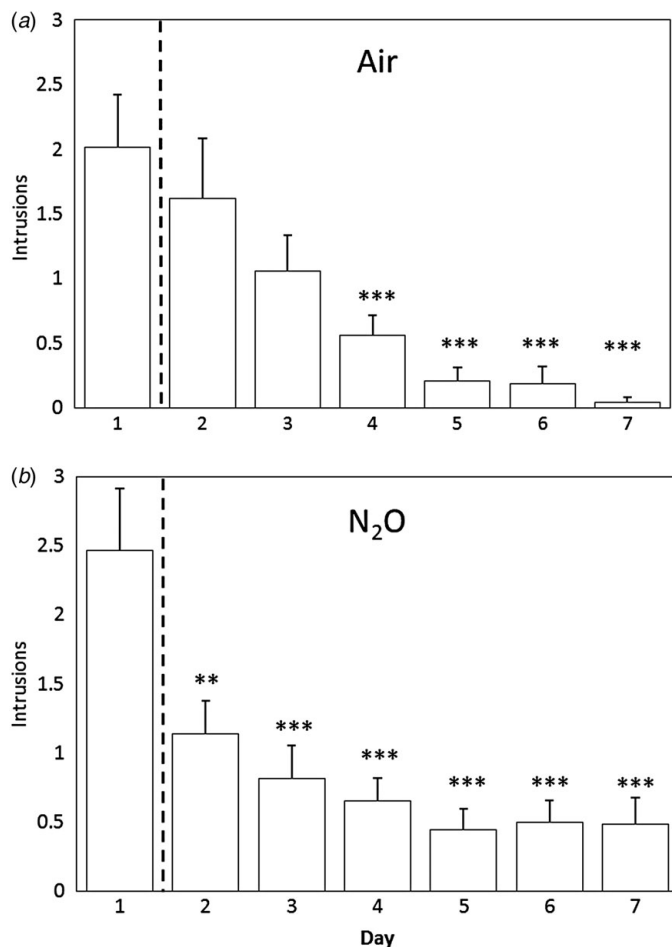 (a)
3
Air
2.5
2
Intrusions
1.5
1
***
0.5
***
***
***
0
1 2 3 4 5 6 7
(b)
3
N₂O
2.5
2
Intrusions
1.5
**
1
***
***
0.5
***
***
***
0
1 2 3 4 5 6 7
Day